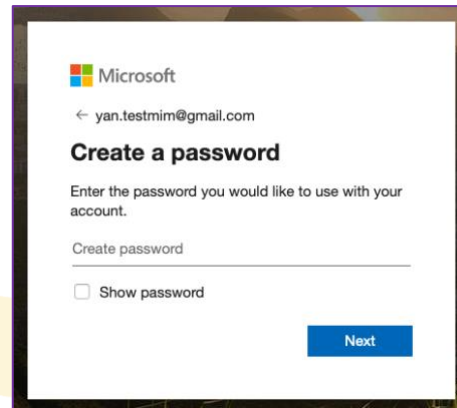 Microsoft
← yan.testmim@gmail.com
Create a password
Enter the password you would like to use with your
account.
Create password
Show password
Next